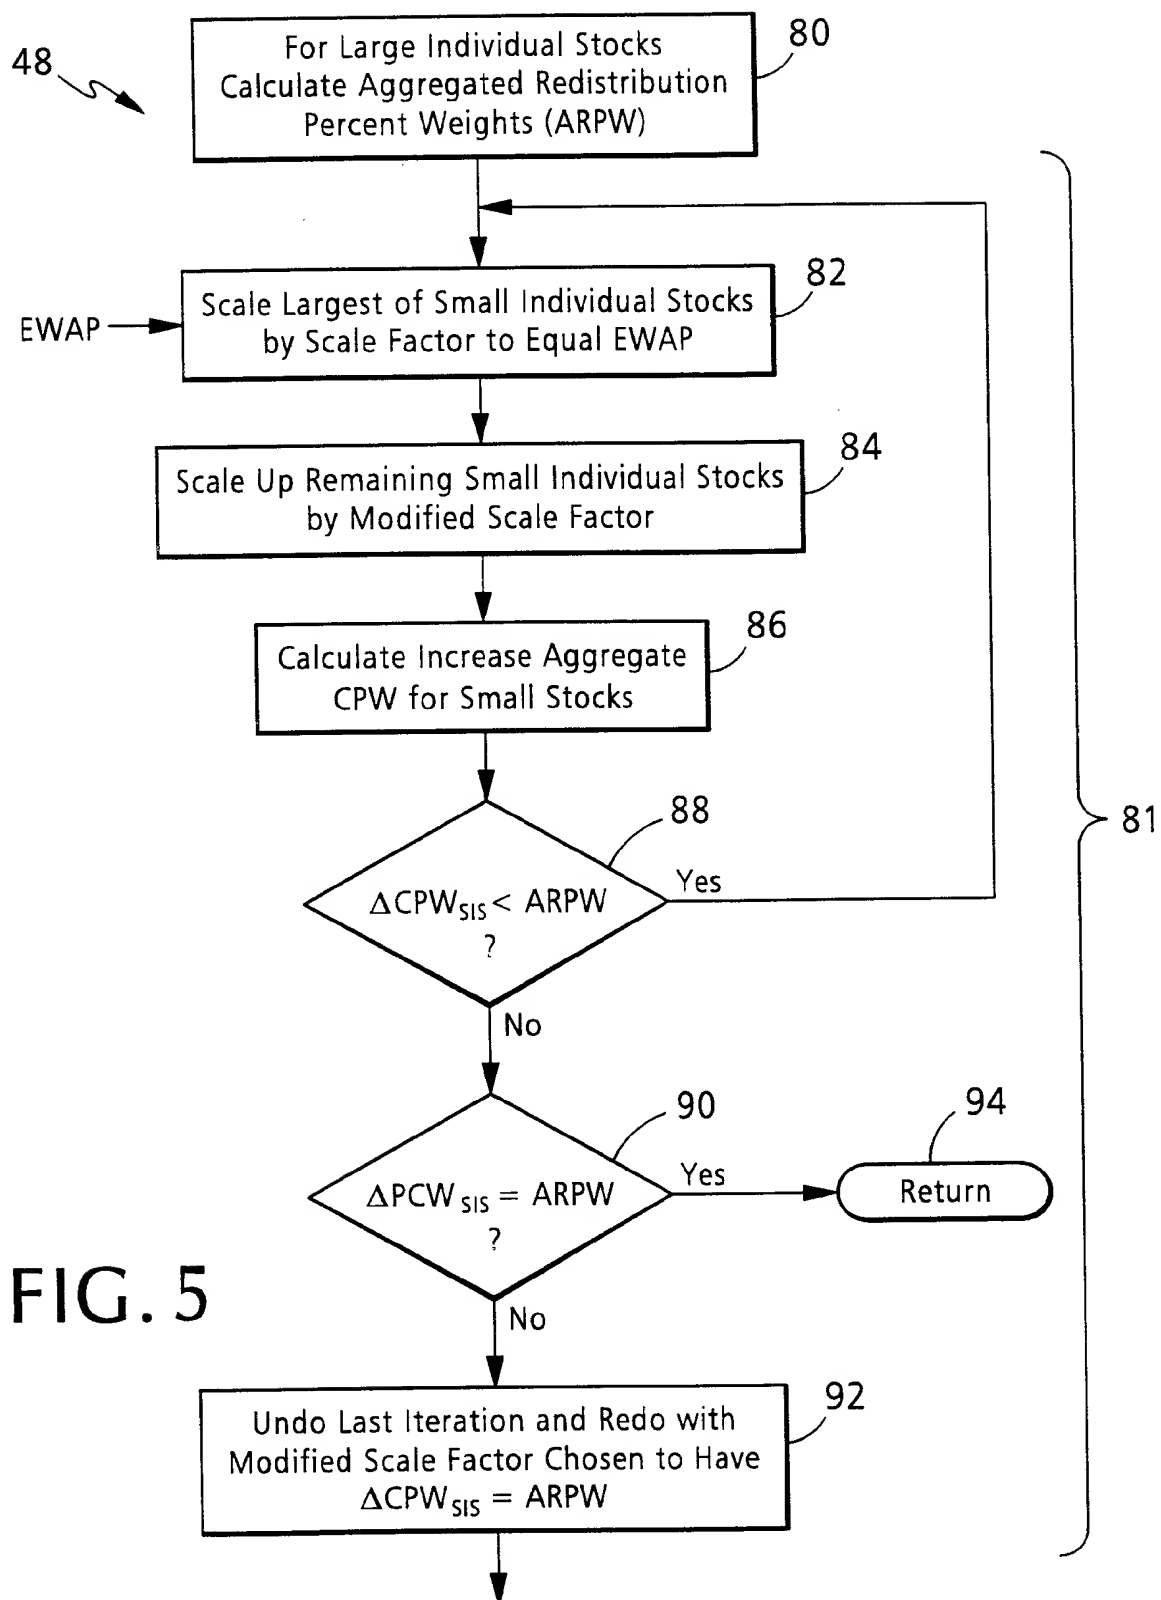 48
For Large Individual Stocks
Calculate Aggregated Redistribution
Percent Weights (ARPW)
80
EWAP
Scale Largest of Small Individual Stocks
by Scale Factor to Equal EWAP
82
Scale Up Remaining Small Individual Stocks
by Modified Scale Factor
84
Calculate Increase Aggregate
CPW for Small Stocks
86
88
ΔCPW_SIS < ARPW
?
Yes
No
81
90
ΔPCW_SIS = ARPW
?
Yes
94
Return
No
FIG. 5
Undo Last Iteration and Redo with
Modified Scale Factor Chosen to Have
ΔCPW_SIS = ARPW
92